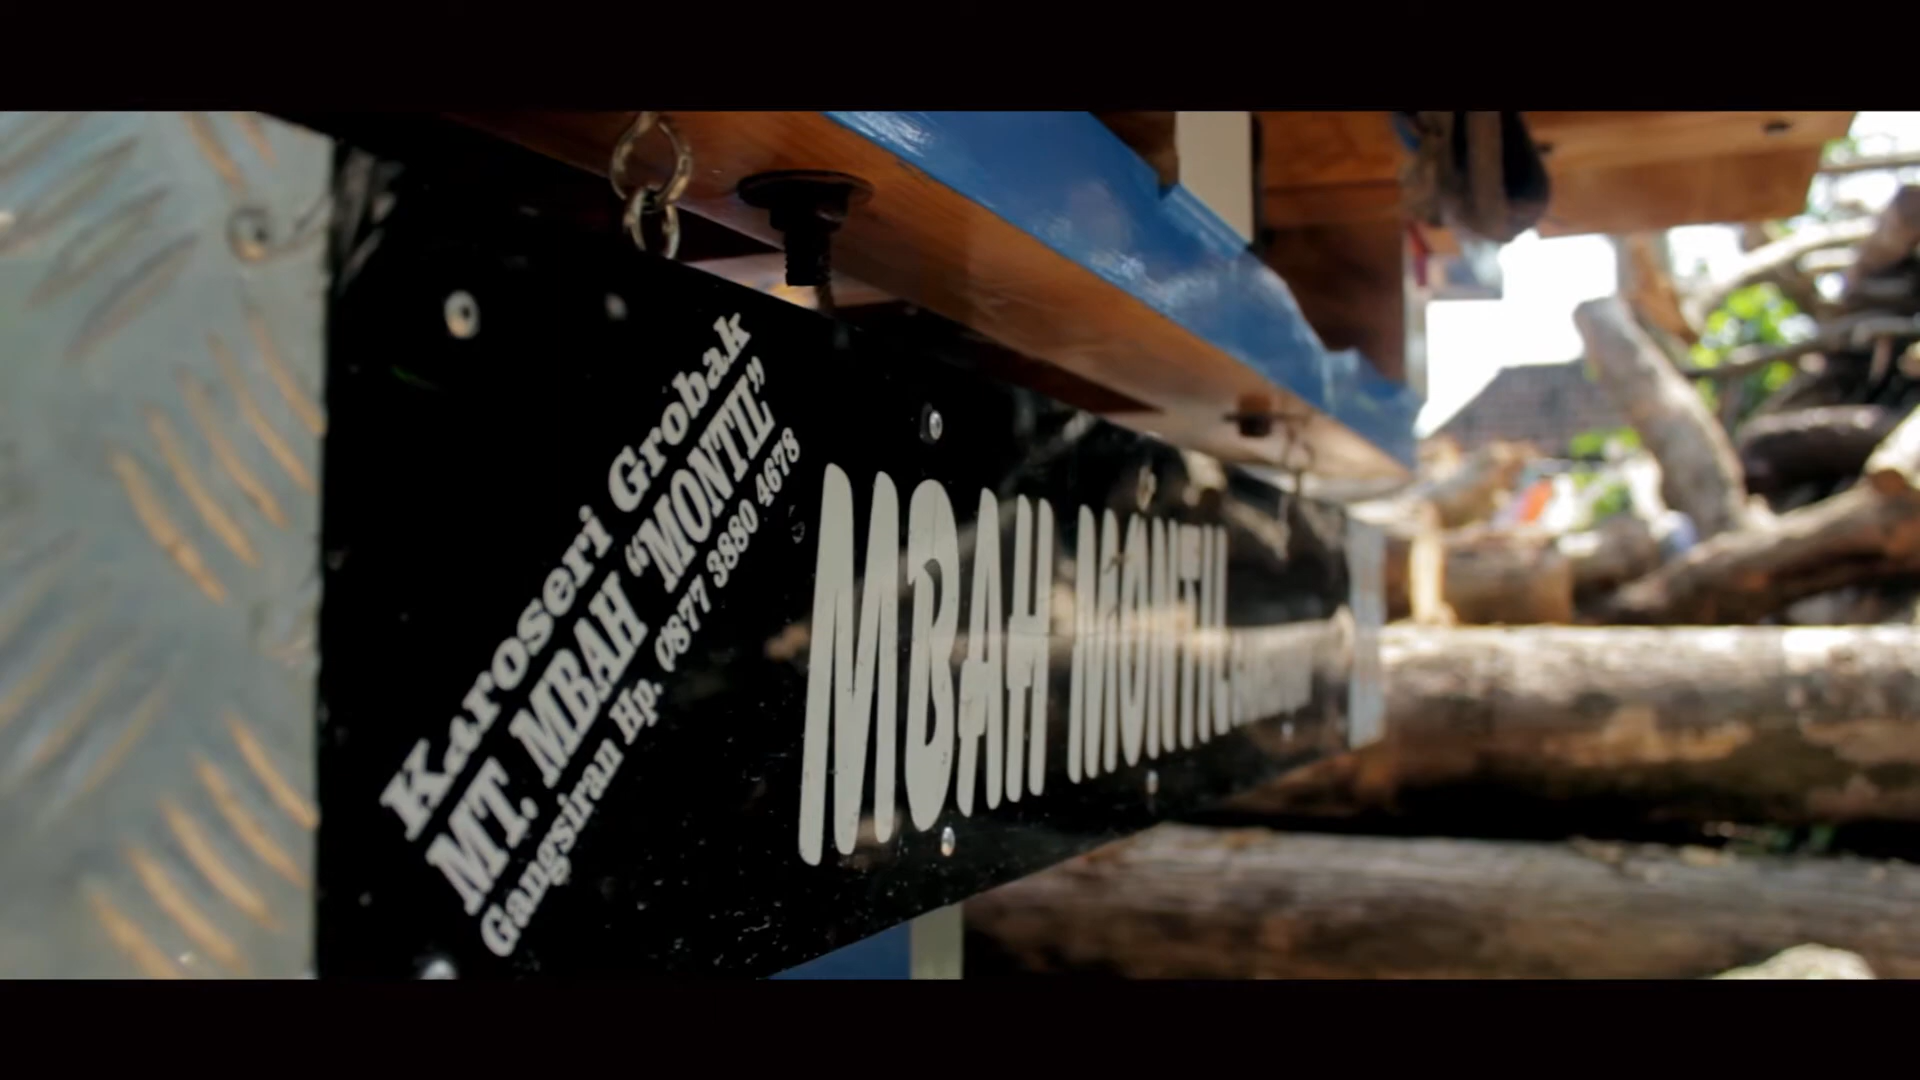 Karoseri Grobak
MT. MBAH “MONTIL”
Gangsiran Hp. 0877 3880 4678
MBAH MONTIL